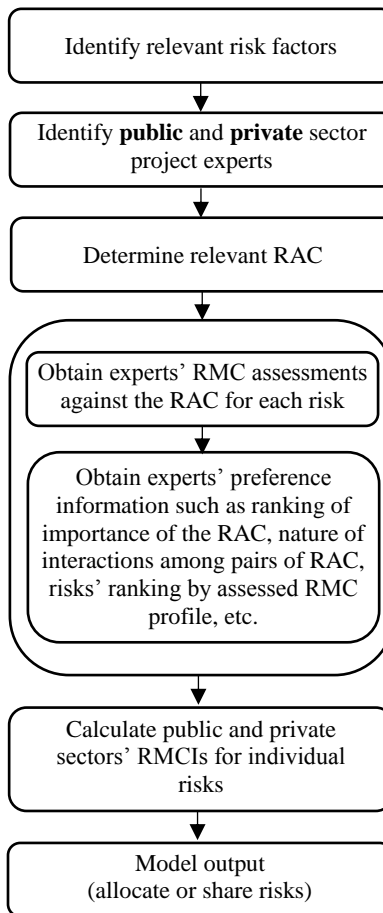 Identify relevant risk factors
Identify public and private sector
project experts
Determine relevant RAC
Obtain experts’ RMC assessments
against the RAC for each risk
Obtain experts’ preference
information such as ranking of
importance of the RAC, nature of
interactions among pairs of RAC,
risks’ ranking by assessed RMC
profile, etc.
Calculate public and private
sectors’ RMCIs for individual
risks
Model output
(allocate or share risks)